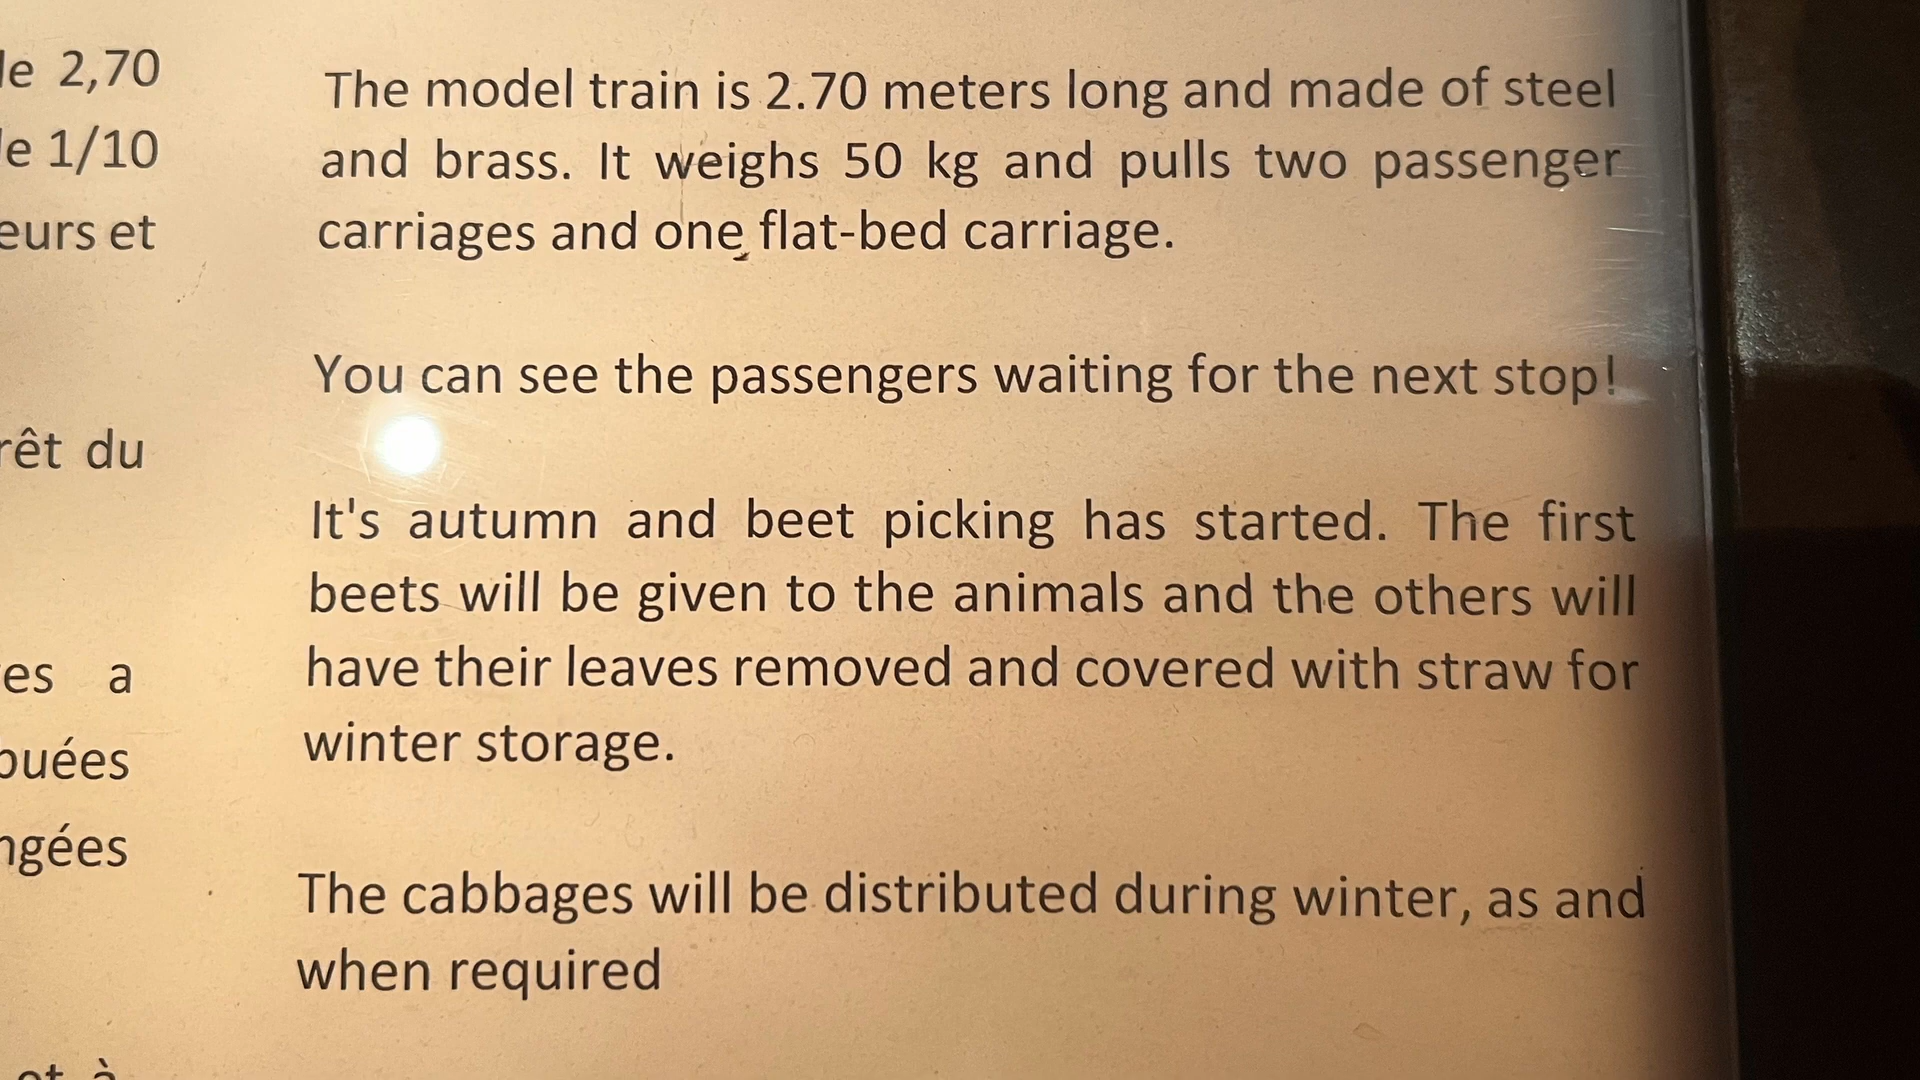 le 2,70
le 1/10
eurs et
rêt du
es a
ouées
ngées
et à
The model train is 2.70 meters long and made of steel
and brass. It weighs 50 kg and pulls two passenger
carriages and one flat-bed carriage.
You can see the passengers waiting for the next stop!
It's autumn and beet picking has started. The first
beets will be given to the animals and the others will
have their leaves removed and covered with straw for
winter storage.
The cabbages will be distributed during winter, as and
when required